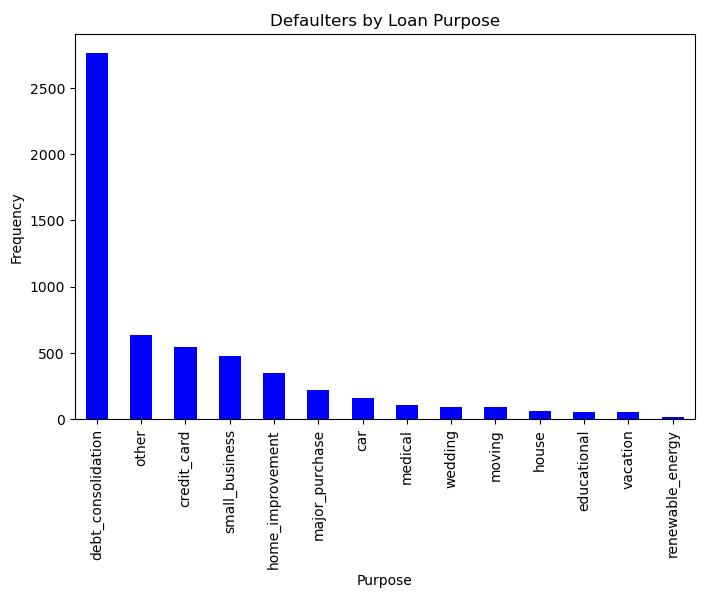 Defaulters by Loan Purpose
Frequency
2500
2000
1500
1000
500
0
debt_consolidation
other
credit_card
small_business
home_improvement
major_purchase
car
medical
wedding
moving
house
educational
vacation
renewable_energy
Purpose